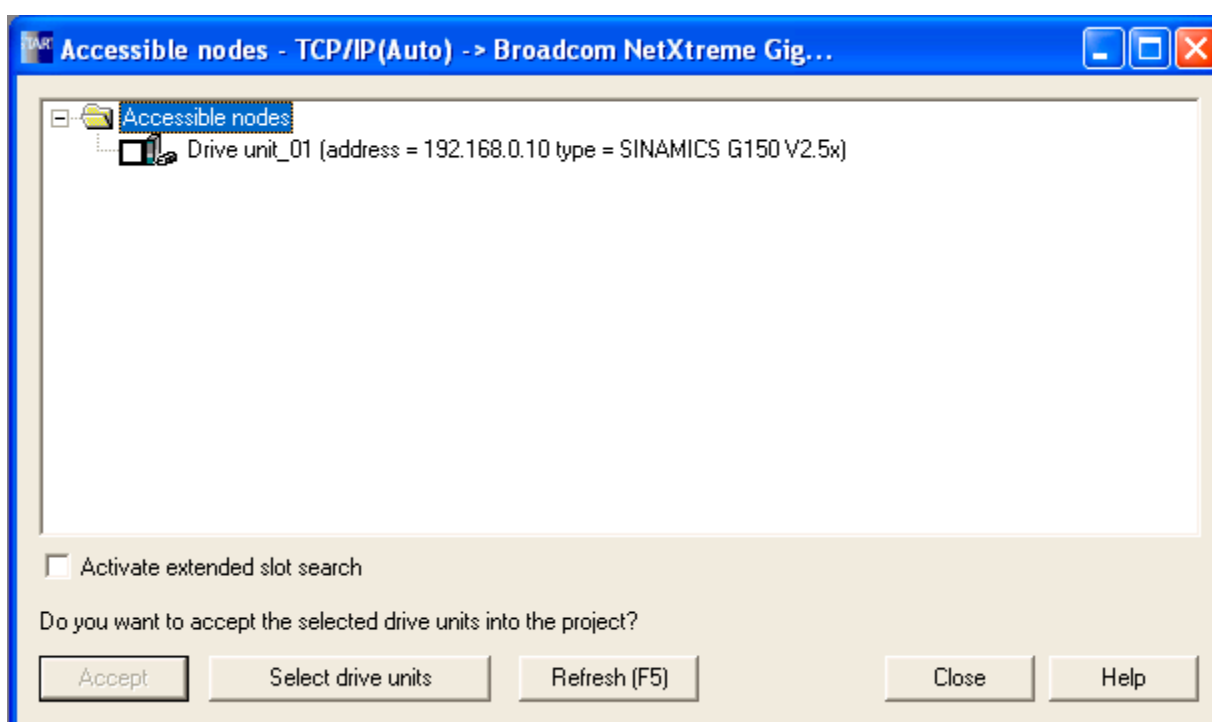 Accessible nodes - TCP/IP(Auto) -> Broadcom NetXtreme Gig...
Accessible nodes
Drive unit_01 (address = 192.168.0.10 type = SINAMICS G150 V2.5x)
Activate extended slot search
Do you want to accept the selected drive units into the project?
Accept Select drive units Refresh (F5) Close Help